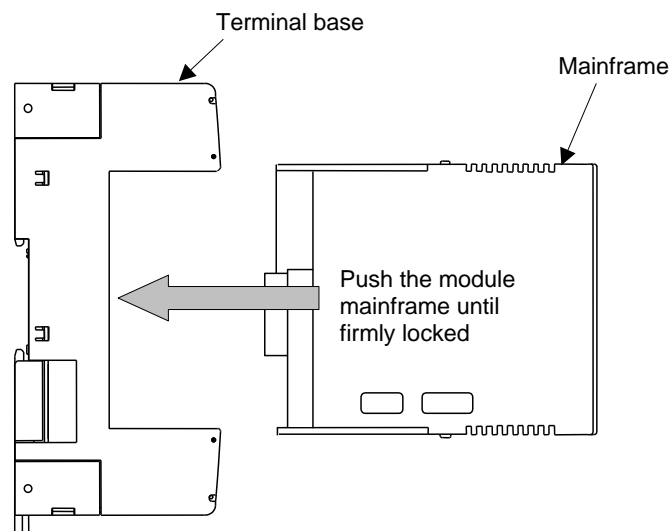 Terminal base
Mainframe
Push the module
mainframe until
firmly locked